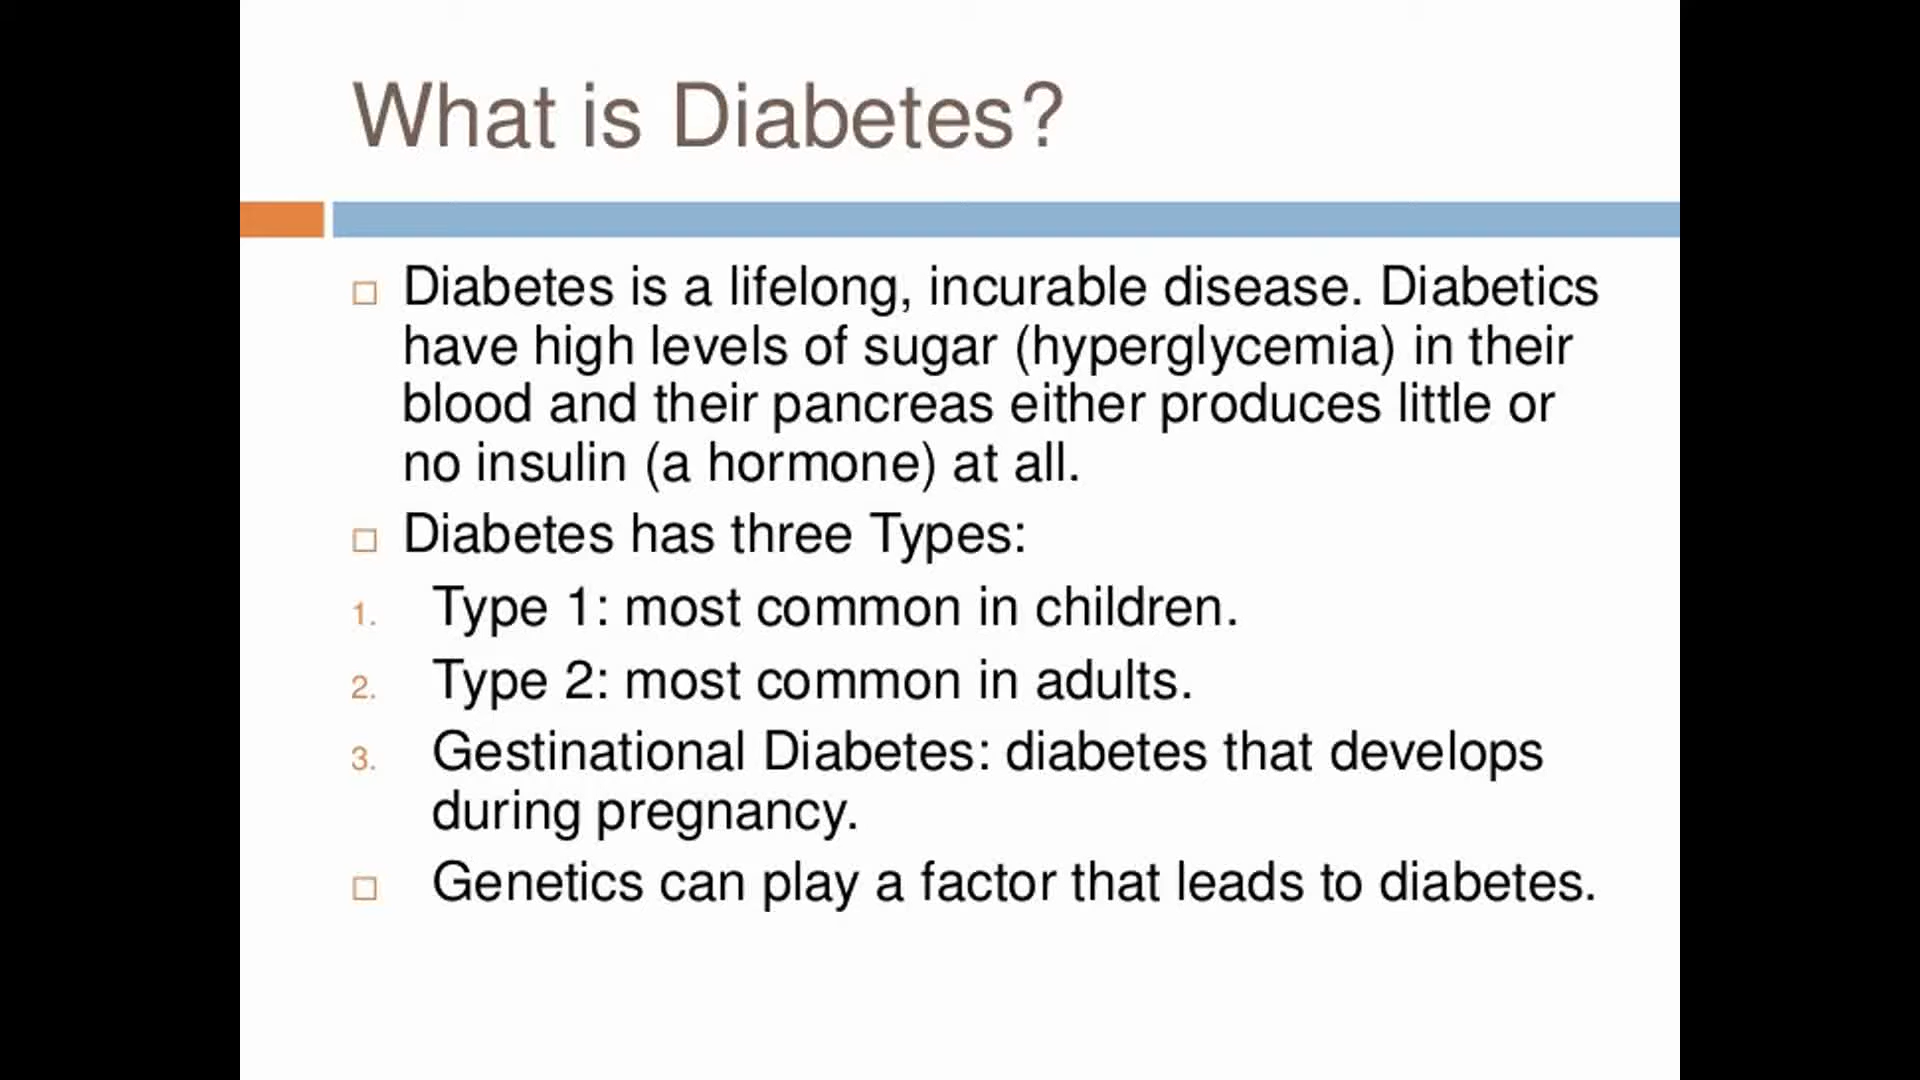 What is Diabetes?
Diabetes is a lifelong, incurable disease. Diabetics
have high levels of sugar (hyperglycemia) in their
blood and their pancreas either produces little or
no insulin (a hormone) at all.
Diabetes has three Types:
1. Type 1: most common in children.
2. Type 2: most common in adults.
3. Gestinational Diabetes: diabetes that develops
during pregnancy.
Genetics can play a factor that leads to diabetes.